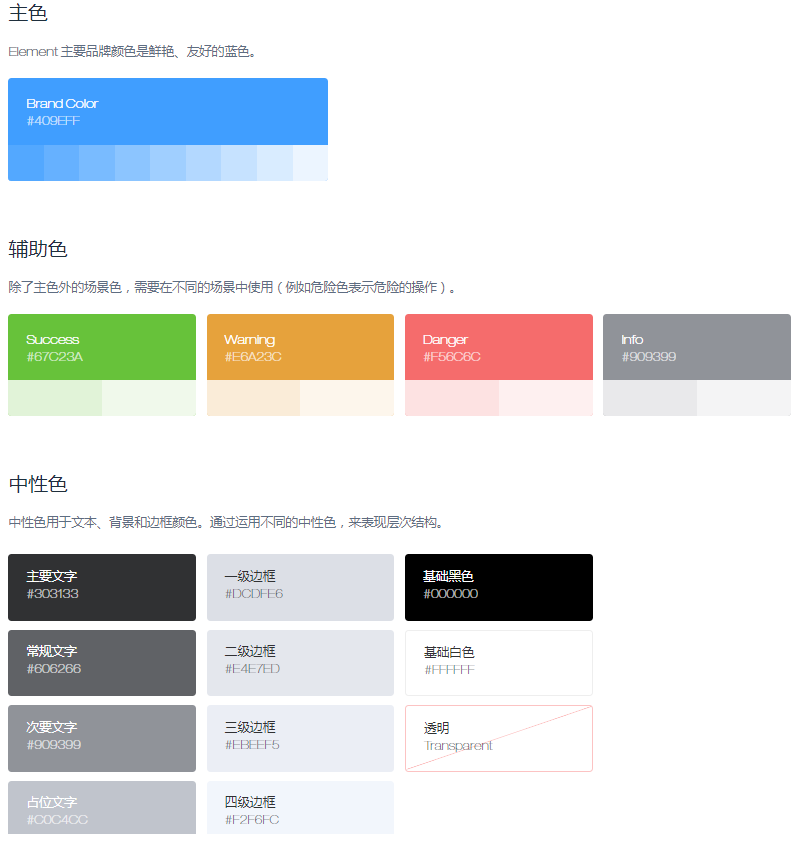 主色
Element 主要品牌颜色是鲜艳、友好的蓝色。
Brand Color
#409EFF
辅助色
除了主色外的场景色，需要在不同的场景中使用（例如危险色表示危险的操作）。
Success
#67C23A
Warning
#E6A23C
Danger
#F56C6C
Info
#909399
中性色
中性色用于文本、背景和边框颜色。通过运用不同的中性色，来表现层次结构。
主要文字
#303133
一级边框
#DCDFE6
基础黑色
#000000
常规文字
#606266
二级边框
#E4E7ED
基础白色
#FFFFFF
次要文字
#909399
三级边框
#EBEEF5
透明
Transparent
占位文字
#C0C4CC
四级边框
#F2F6FC